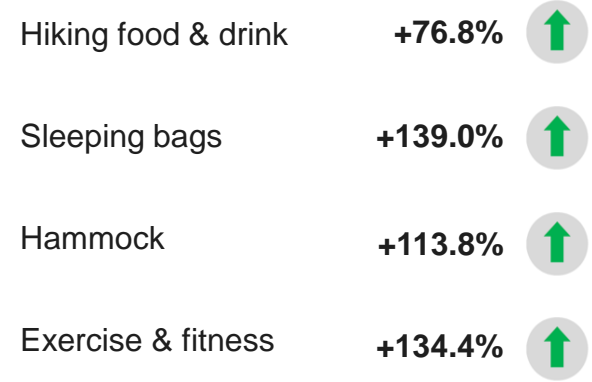 Hiking food & drink +76.8%
Sleeping bags +139.0%
Hammock +113.8%
Exercise & fitness +134.4%